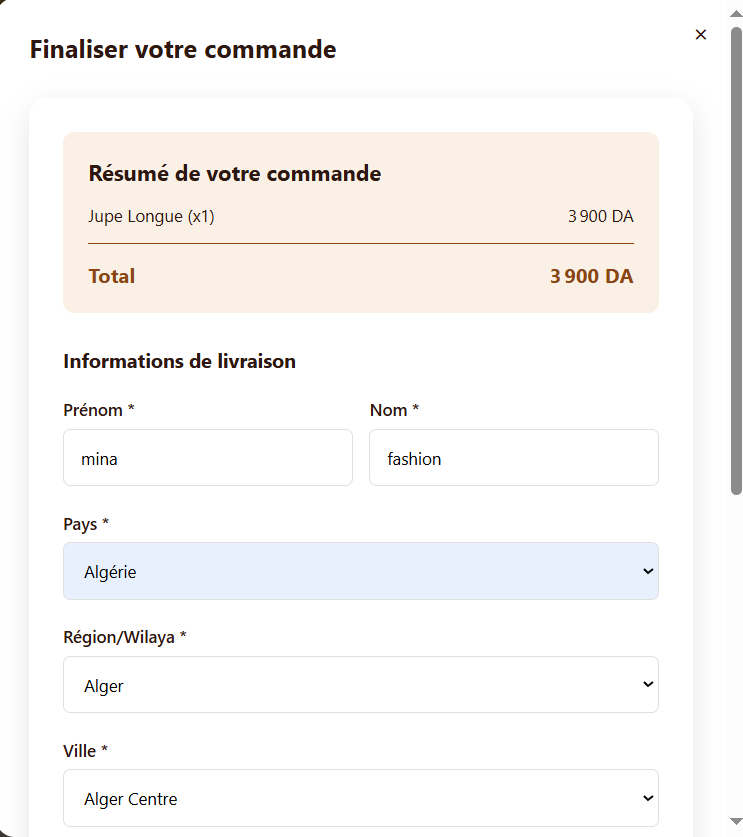 Finaliser votre commande
×
Résumé de votre commande
Jupe Longue (x1) 3 900 DA
Total 3 900 DA
Informations de livraison
Prénom * Nom *
mina fashion
Pays *
Algérie
Région/Wilaya *
Alger
Ville *
Alger Centre